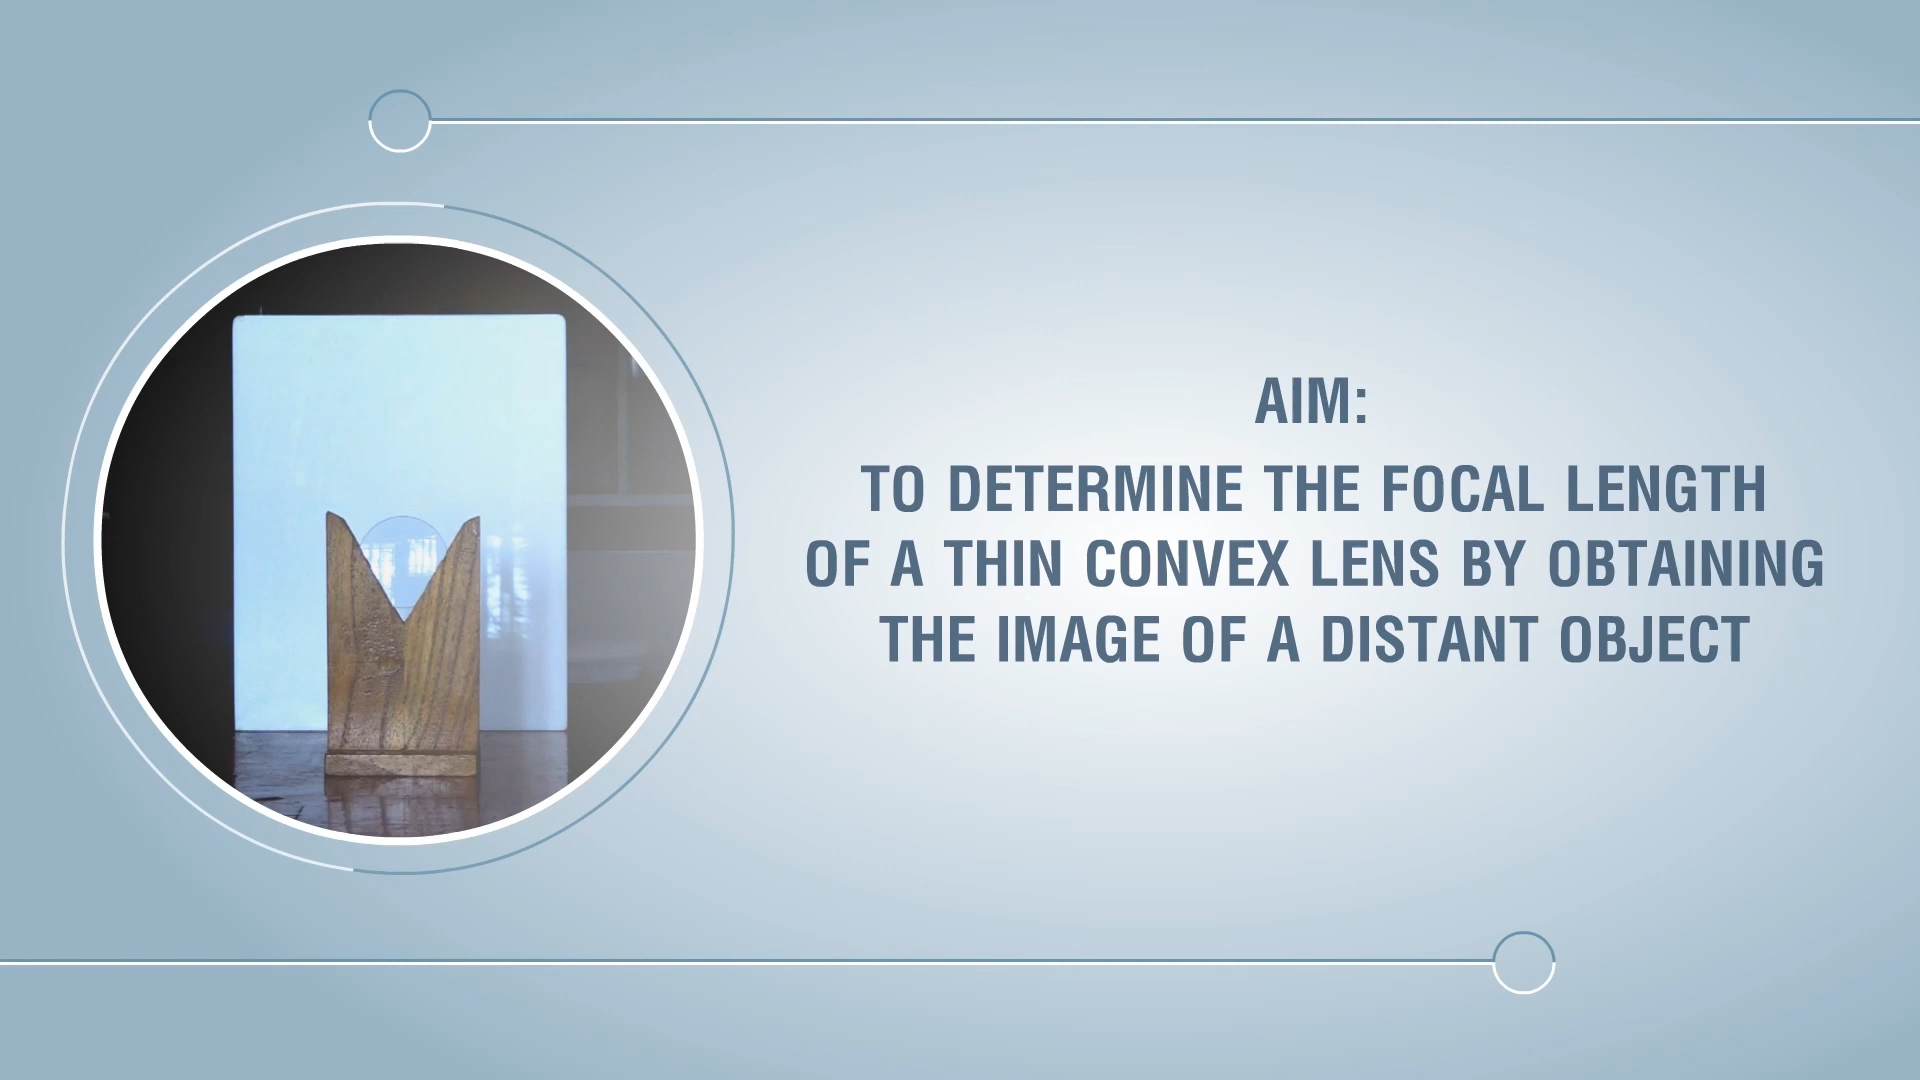 AIM:
TO DETERMINE THE FOCAL LENGTH
OF A THIN CONVEX LENS BY OBTAINING
THE IMAGE OF A DISTANT OBJECT